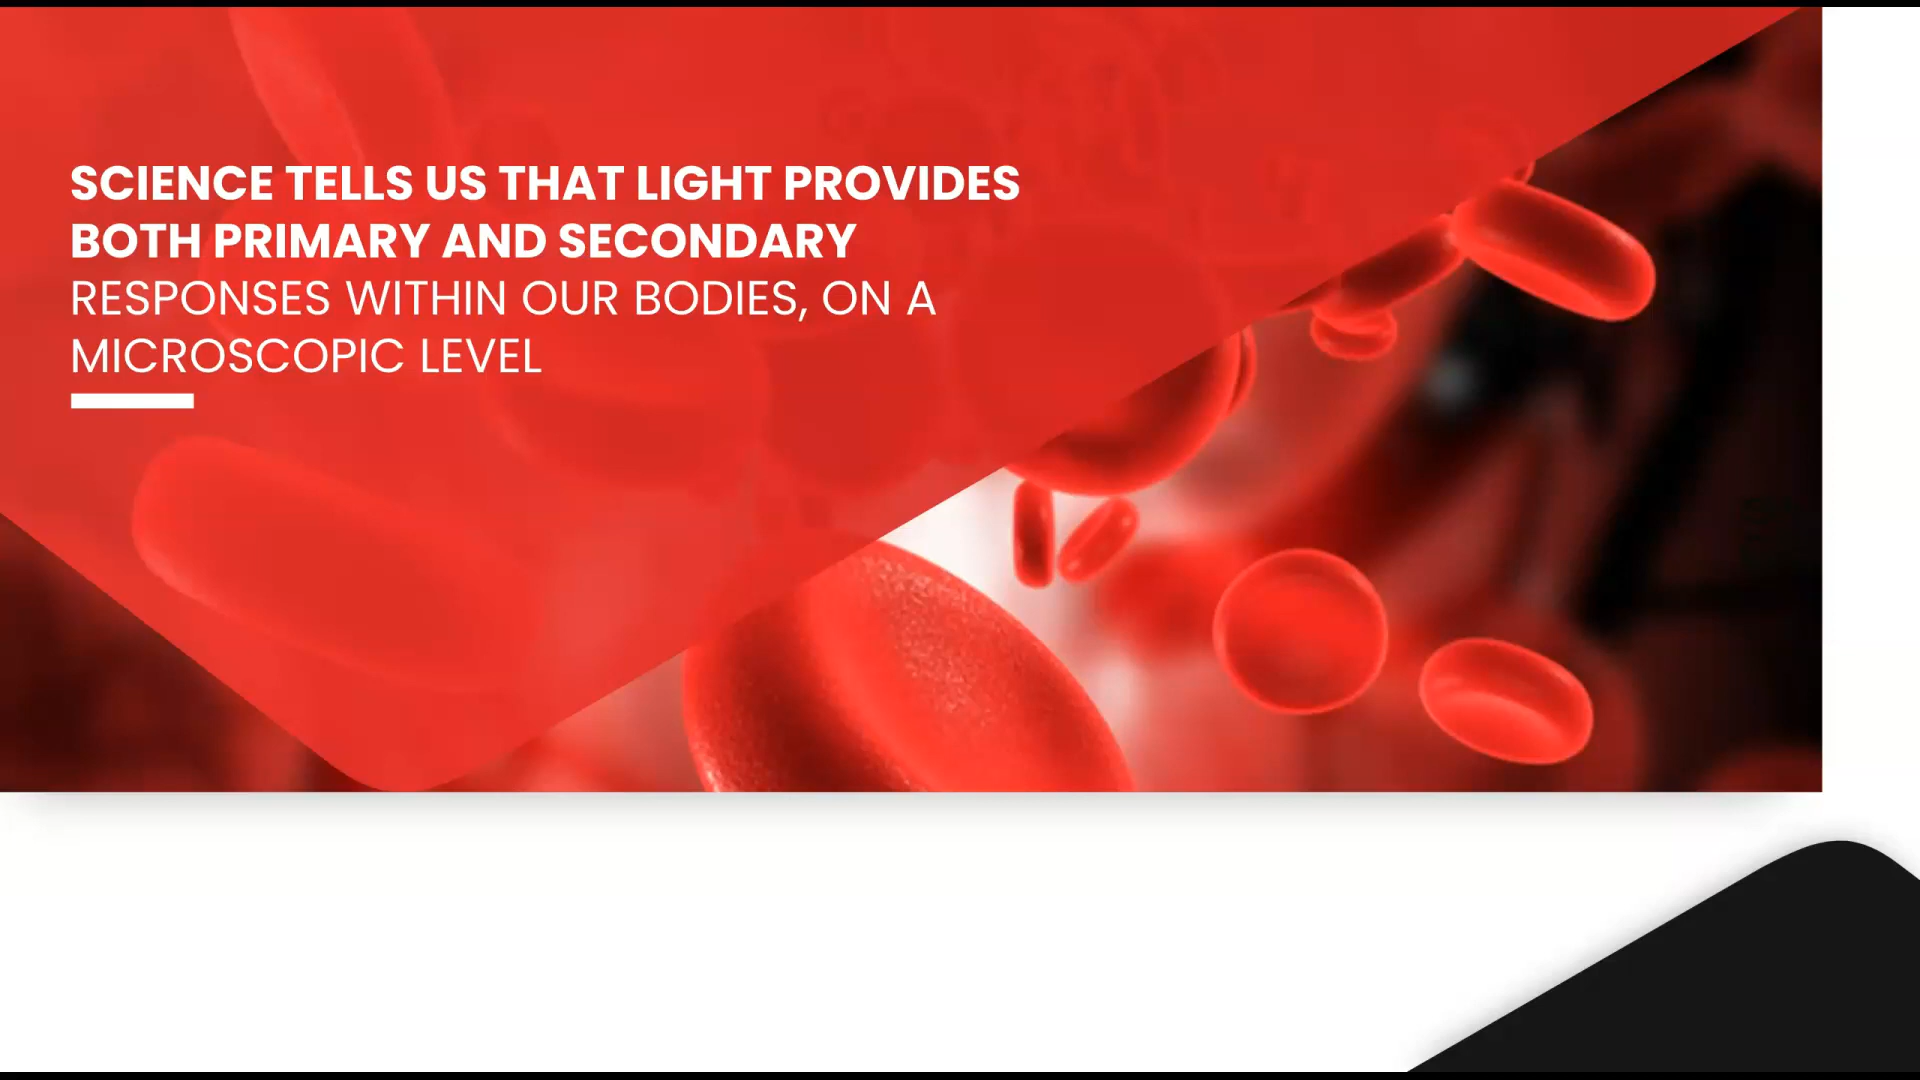 SCIENCE TELLS US THAT LIGHT PROVIDES
BOTH PRIMARY AND SECONDARY
RESPONSES WITHIN OUR BODIES, ON A
MICROSCOPIC LEVEL